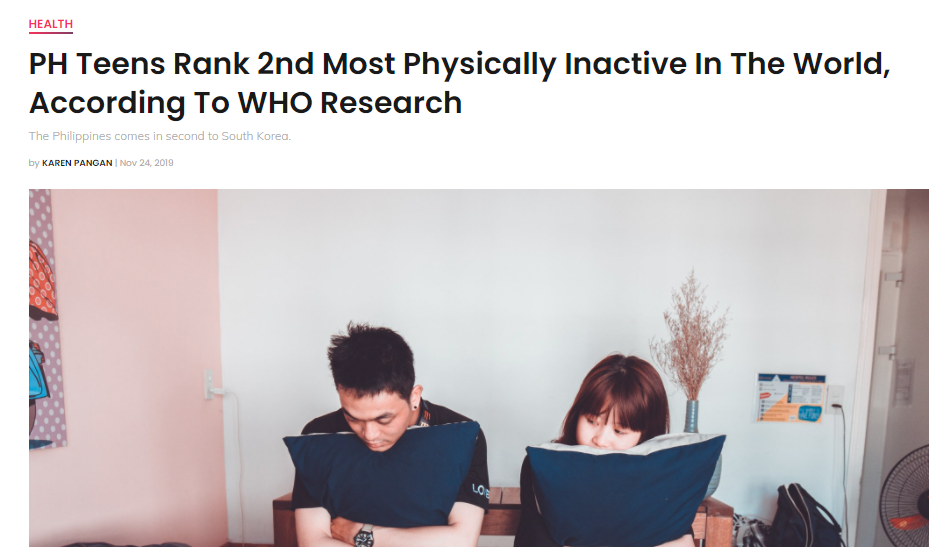 HEALTH
PH Teens Rank 2nd Most Physically Inactive In The World,
According To WHO Research
The Philippines comes in second to South Korea.
by KAREN PANGAN | Nov 24, 2019